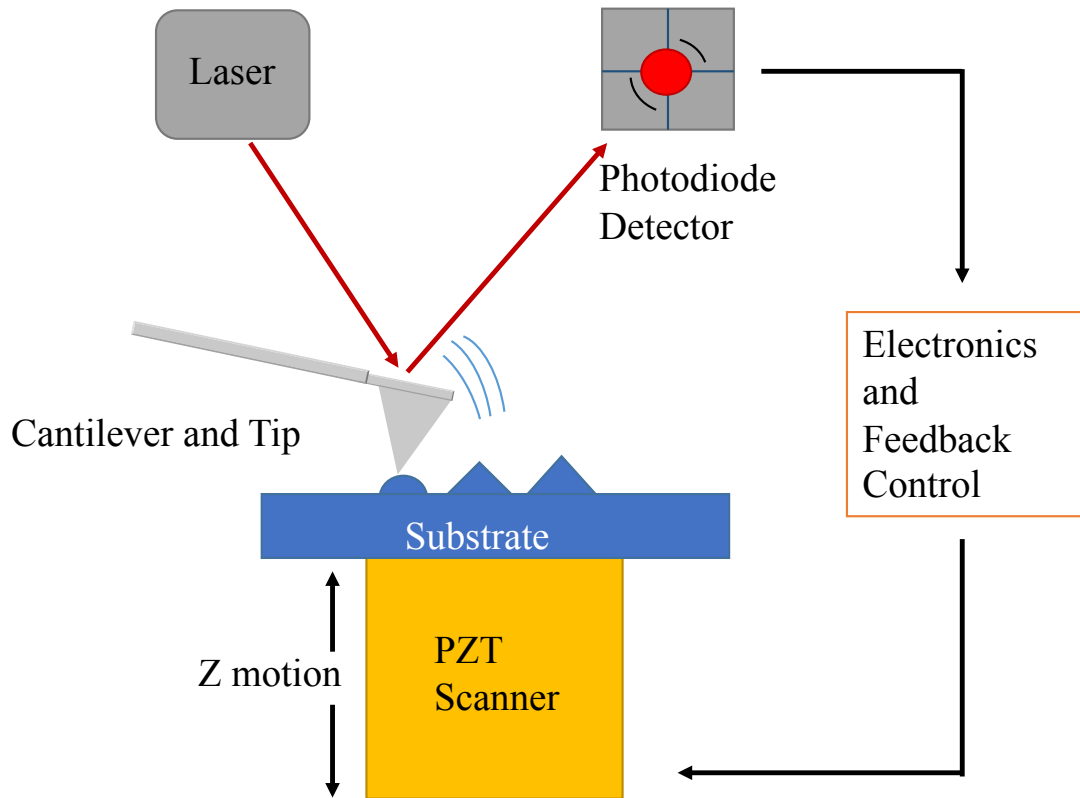 Laser
Photodiode
Detector
Electronics
and
Feedback
Control
Cantilever and Tip
Substrate
Z motion
PZT
Scanner